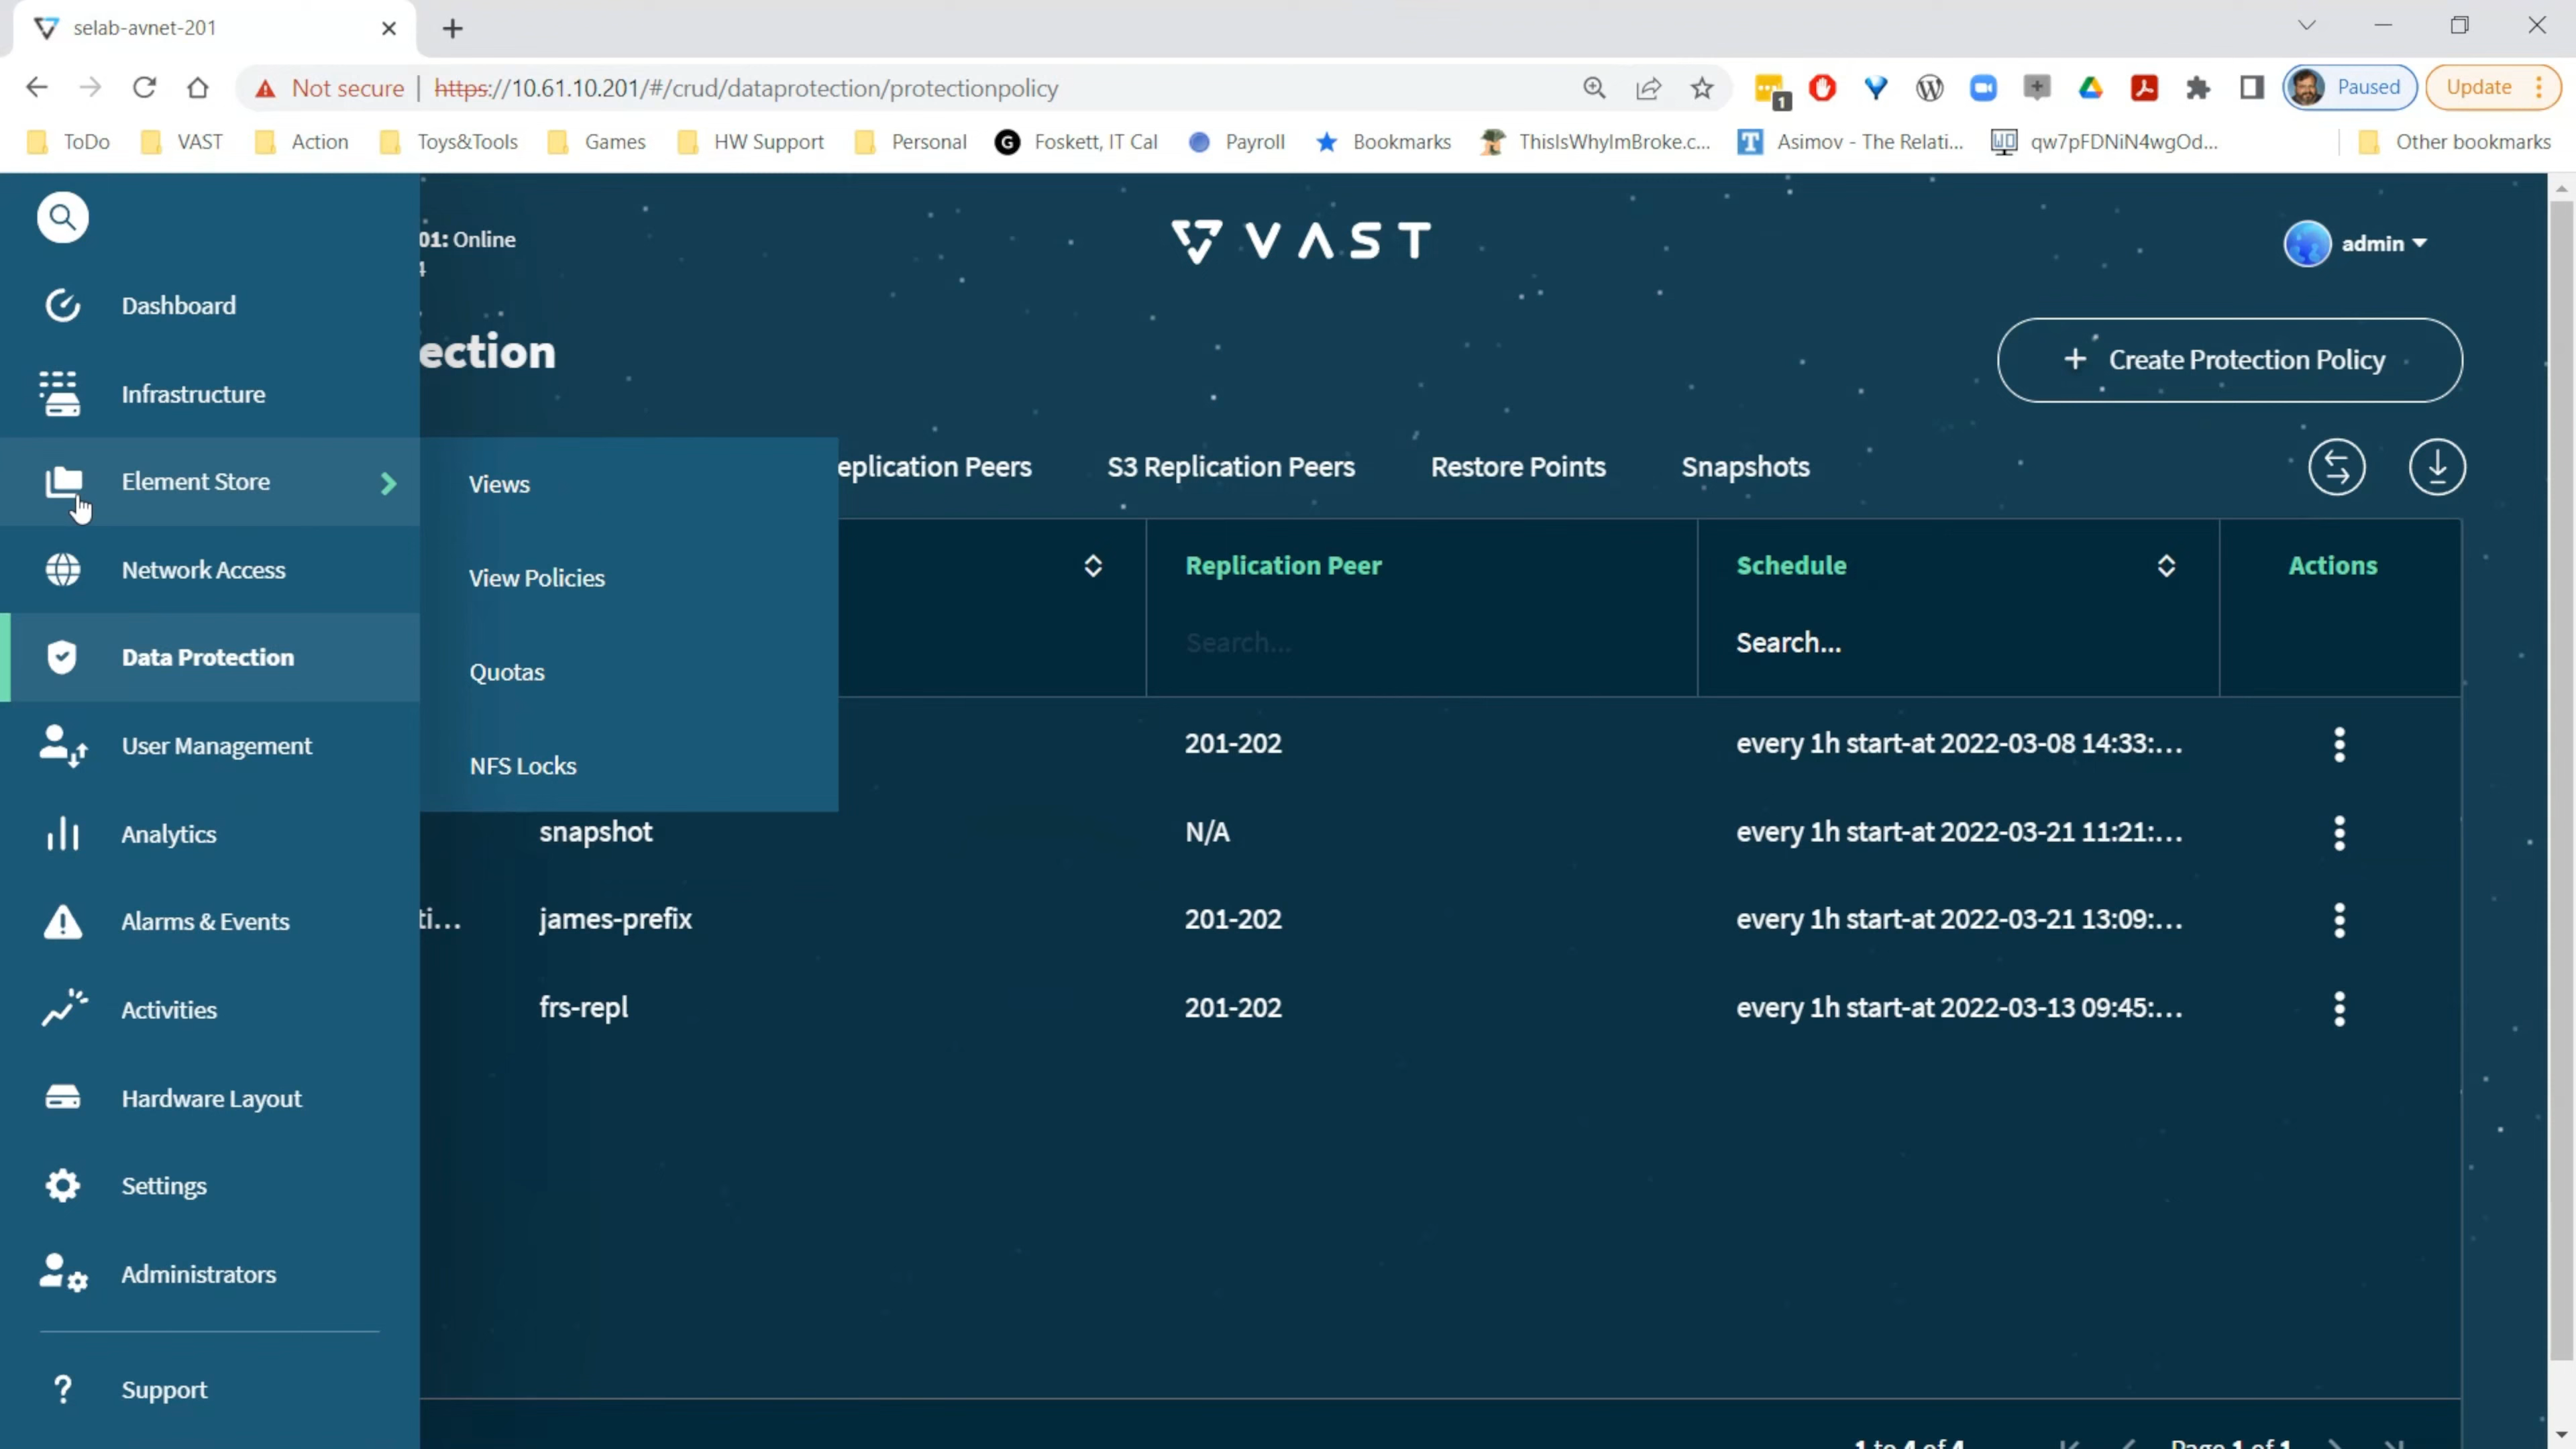 selab-avnet-201
Not secure
https://10.61.10.201/#/crud/dataprotection/protectionpolicy
1
Paused
Update
ToDo
VAST
Action
Toys&Tools
Games
HW Support
Personal
Foskett, IT Cal
Payroll
Bookmarks
ThisIsWhyImBroke.c...
Asimov - The Relati...
qw7pFDNiN4wgOd...
Other bookmarks
01: Online
4
VAST
admin
Dashboard
ection
+ Create Protection Policy
Infrastructure
Element Store
Views
eplication Peers
S3 Replication Peers
Restore Points
Snapshots
Network Access
View Policies
Replication Peer
Schedule
Actions
Data Protection
Quotas
Search...
Search...
User Management
NFS Locks
201-202
every 1h start-at 2022-03-08 14:33:...
Analytics
snapshot
N/A
every 1h start-at 2022-03-21 11:21:...
Alarms & Events
ti...
james-prefix
201-202
every 1h start-at 2022-03-21 13:09:...
Activities
frs-repl
201-202
every 1h start-at 2022-03-13 09:45:...
Hardware Layout
Settings
Administrators
? Support
1 to 4 of 4
Page 1 of 1